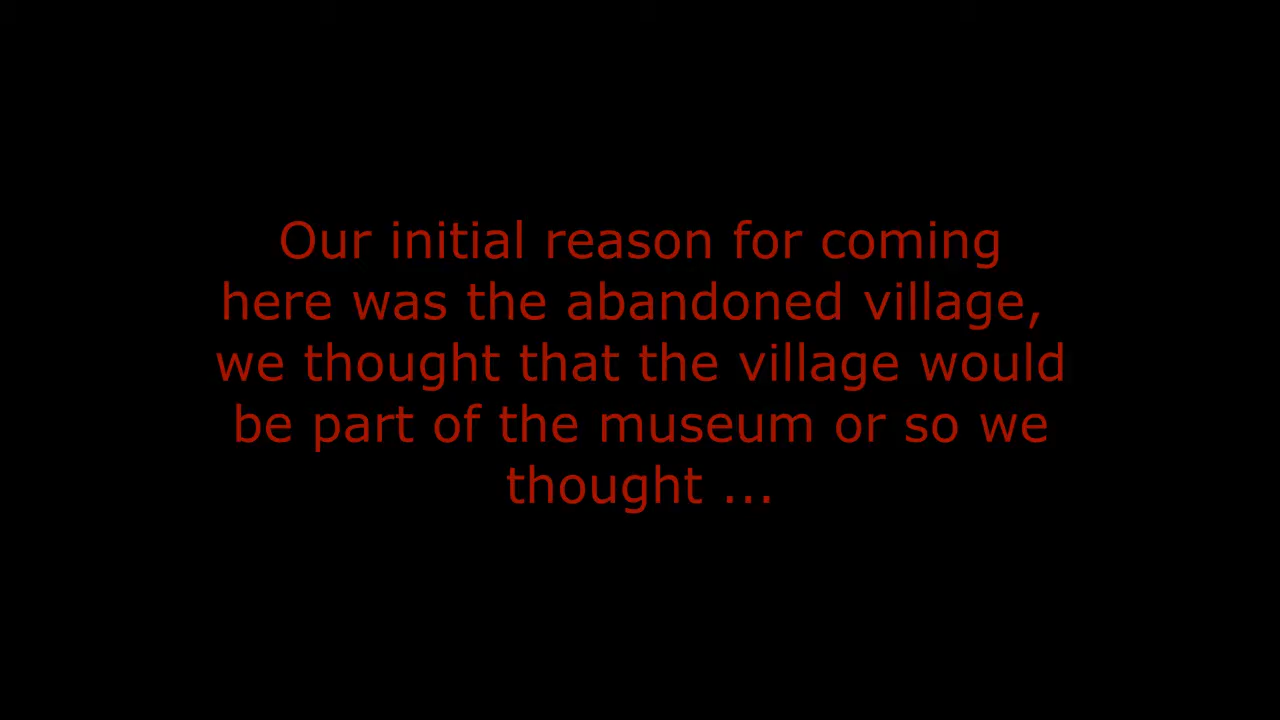 Our initial reason for coming
here was the abandoned village,
we thought that the village would
be part of the museum or so we
thought ...